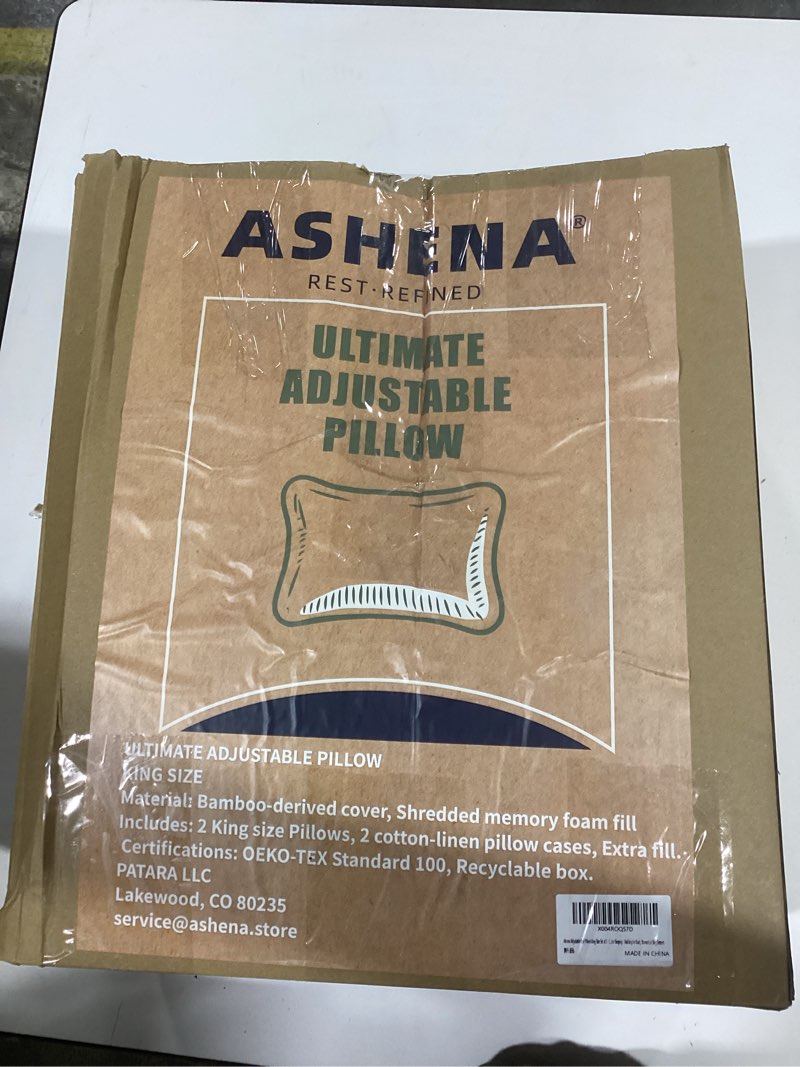 ASHENA®
REST·REFINED
ULTIMATE
ADJUSTABLE
PILLOW
ULTIMATE ADJUSTABLE PILLOW
KING SIZE
Material: Bamboo-derived cover, Shredded memory foam fill
Includes: 2 King size Pillows, 2 cotton-linen pillow cases, Extra fill.
Certifications: OEKO-TEX Standard 100, Recyclable box.
PATARA LLC
Lakewood, CO 80235
service@ashena.store
MADE IN CHINA